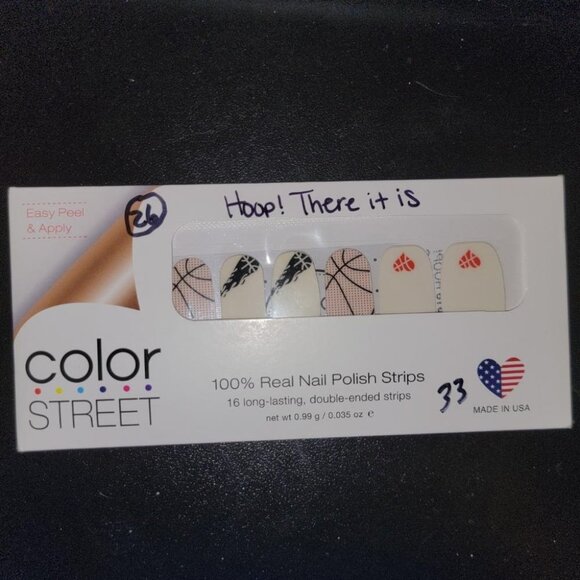 Easy Peel
& Apply
26
Hoop! There it is
color
STREET
100% Real Nail Polish Strips
16 long-lasting, double-ended strips
net wt 0.99 g / 0.035 oz e
33
MADE IN USA